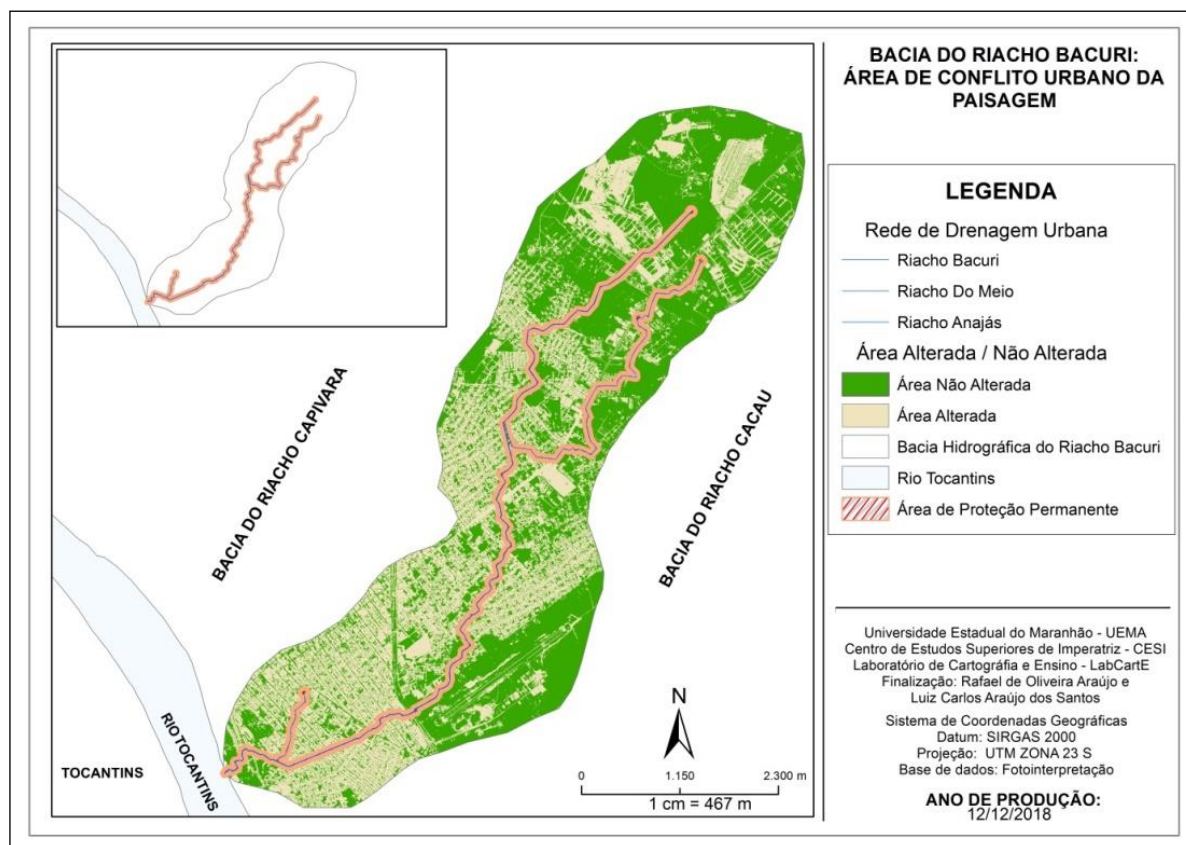 BACIA DO RIACHO BACURI:
ÁREA DE CONFLITO URBANO DA
PAISAGEM
LEGENDA
Rede de Drenagem Urbana
Riacho Bacuri
Riacho Do Meio
Riacho Anajás
Área Alterada / Não Alterada
Área Não Alterada
Área Alterada
Bacia Hidrográfica do Riacho Bacuri
Rio Tocantins
Área de Proteção Permanente
BACIA DO RIACHO CAPIVARA
BACIA DO RIACHO CACAU
RIO TOCANTINS
TOCANTINS
N
0 1.150 2.300 m
1 cm = 467 m
Universidade Estadual do Maranhão - UEMA
Centro de Estudos Superiores de Imperatriz - CESI
Laboratório de Cartográfia e Ensino - LabCartE
Finalização: Rafael de Oliveira Araújo e
Luiz Carlos Araújo dos Santos
Sistema de Coordenadas Geográficas
Datum: SIRGAS 2000
Projeção: UTM ZONA 23 S
Base de dados: Fotointerpretação
ANO DE PRODUÇÃO:
12/12/2018